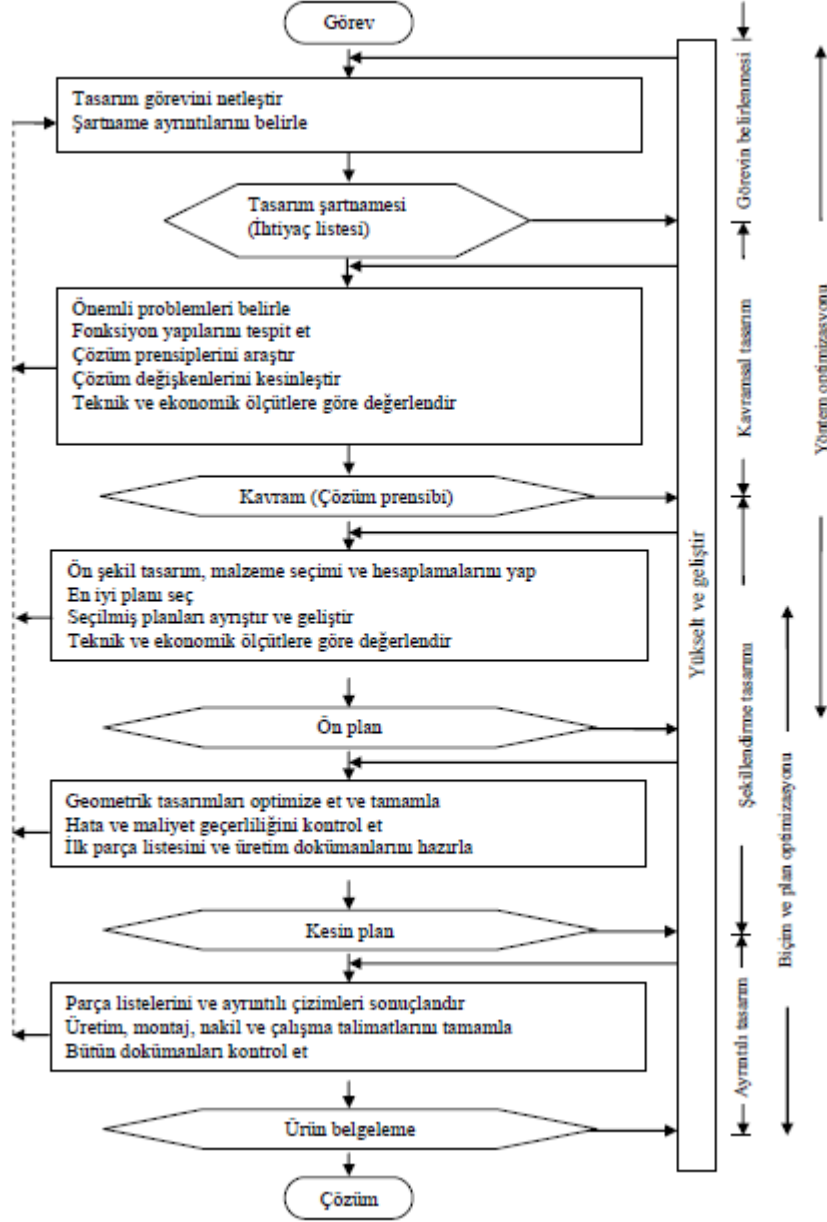 Görev
Tasarım görevini netleştir
Şartname ayrıntılarını belirle
Tasarım şartnamesi
(İhtiyaç listesi)
Önemli problemleri belirle
Fonksiyon yapılarını tespit et
Çözüm prensiplerini araştır
Çözüm değişkenlerini kesinleştir
Teknik ve ekonomik ölçütlere göre değerlendir
Kavram (Çözüm prensibi)
Ön şekil tasarım, malzeme seçimi ve hesaplamalarını yap
En iyi planı seç
Seçilmiş planları ayrıştır ve geliştir
Teknik ve ekonomik ölçütlere göre değerlendir
Ön plan
Geometrik tasarımları optimize et ve tamamla
Hata ve maliyet geçerliliğini kontrol et
İlk parça listesini ve üretim dokümanlarını hazırla
Kesin plan
Parça listelerini ve ayrıntılı çizimleri sonuçlandır
Üretim, montaj, nakil ve çalışma talimatlarını tamamla
Bütün dokümanları kontrol et
Ürün belgeleme
Çözüm
Yükselt ve geliştir
Görevin belirlenmesi
Kavramsal tasarım
Şekillendirme tasarımı
Ayrıntılı tasarım
Yöntem optimizasyonu
Biçim ve plan optimizasyonu